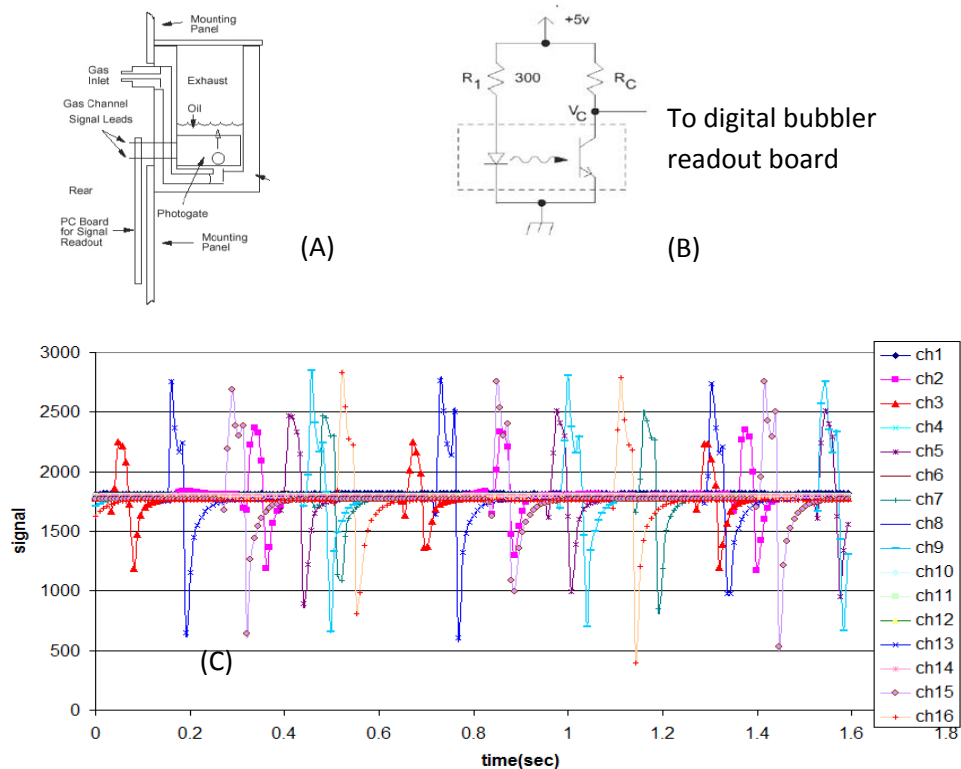 Mounting
Panel
Gas
Inlet
Exhaust
Gas Channel
Signal Leads
Oil
Rear
Photogate
PC Board
for Signal
Readout
Mounting
Panel
(A)
+5v
R1
300
RC
VC
To digital bubbler
readout board
(B)
3000
2500
2000
1500
1000
500
0
signal
(C)
0
0.2
0.4
0.6
0.8
1
1.2
1.4
1.6
1.8
time(sec)
ch1
ch2
ch3
ch4
ch5
ch6
ch7
ch8
ch9
ch10
ch11
ch12
ch13
ch14
ch15
ch16